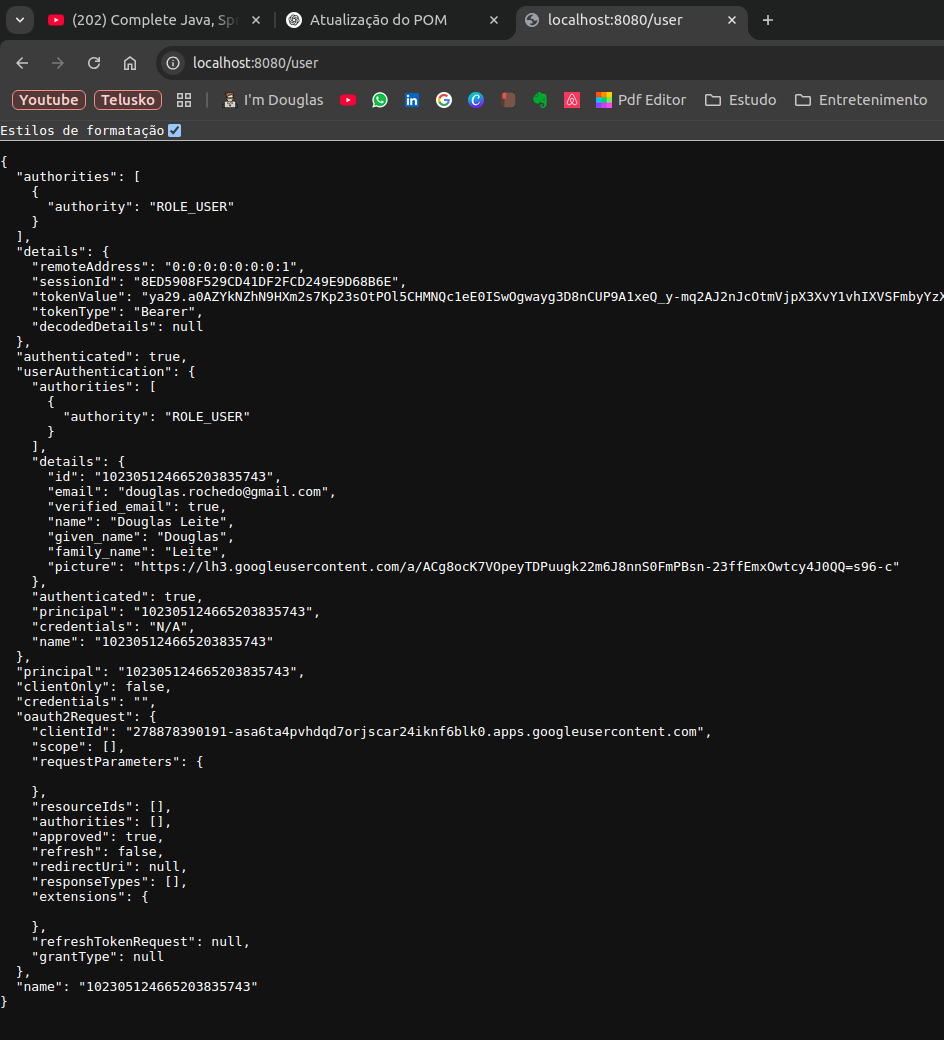 (202) Complete Java, Spr
Atualização do POM
localhost:8080/user
localhost:8080/user
Youtube
Telusko
I'm Douglas
Pdf Editor
Estudo
Entretenimento
Estilos de formatação
{
"authorities": [
{
"authority": "ROLE_USER"
}
],
"details": {
"remoteAddress": "0:0:0:0:0:0:0:1",
"sessionId": "8ED5908F529CD41DF2FCD249E9D68B6E",
"tokenValue": "ya29.a0AZYkNZhN9HXm2s7Kp23sOtPOl5CHMNQc1eE0ISwOgwayg3D8nCUP9A1xeQ_y-mq2AJ2nJcOtmVjpX3XvY1vhIXVSFmbyYzX
"tokenType": "Bearer",
"decodedDetails": null
},
"authenticated": true,
"userAuthentication": {
"authorities": [
{
"authority": "ROLE_USER"
}
],
"details": {
"id": "102305124665203835743",
"email": "douglas.rochedo@gmail.com",
"verified_email": true,
"name": "Douglas Leite",
"given_name": "Douglas",
"family_name": "Leite",
"picture": "https://lh3.googleusercontent.com/a/ACg8ocK7VOpeyTDPuugk22m6J8nnS0FmPBsn-23ffEmxOwtcy4J0QQ=s96-c"
},
"authenticated": true,
"principal": "102305124665203835743",
"credentials": "N/A",
"name": "102305124665203835743"
},
"principal": "102305124665203835743",
"clientOnly": false,
"credentials": "",
"oauth2Request": {
"clientId": "278878390191-asa6ta4pvhdqd7orjscar24iknf6blk0.apps.googleusercontent.com",
"scope": [],
"requestParameters": {
},
"resourceIds": [],
"authorities": [],
"approved": true,
"refresh": false,
"redirectUri": null,
"responseTypes": [],
"extensions": {
},
"refreshTokenRequest": null,
"grantType": null
},
"name": "102305124665203835743"
}